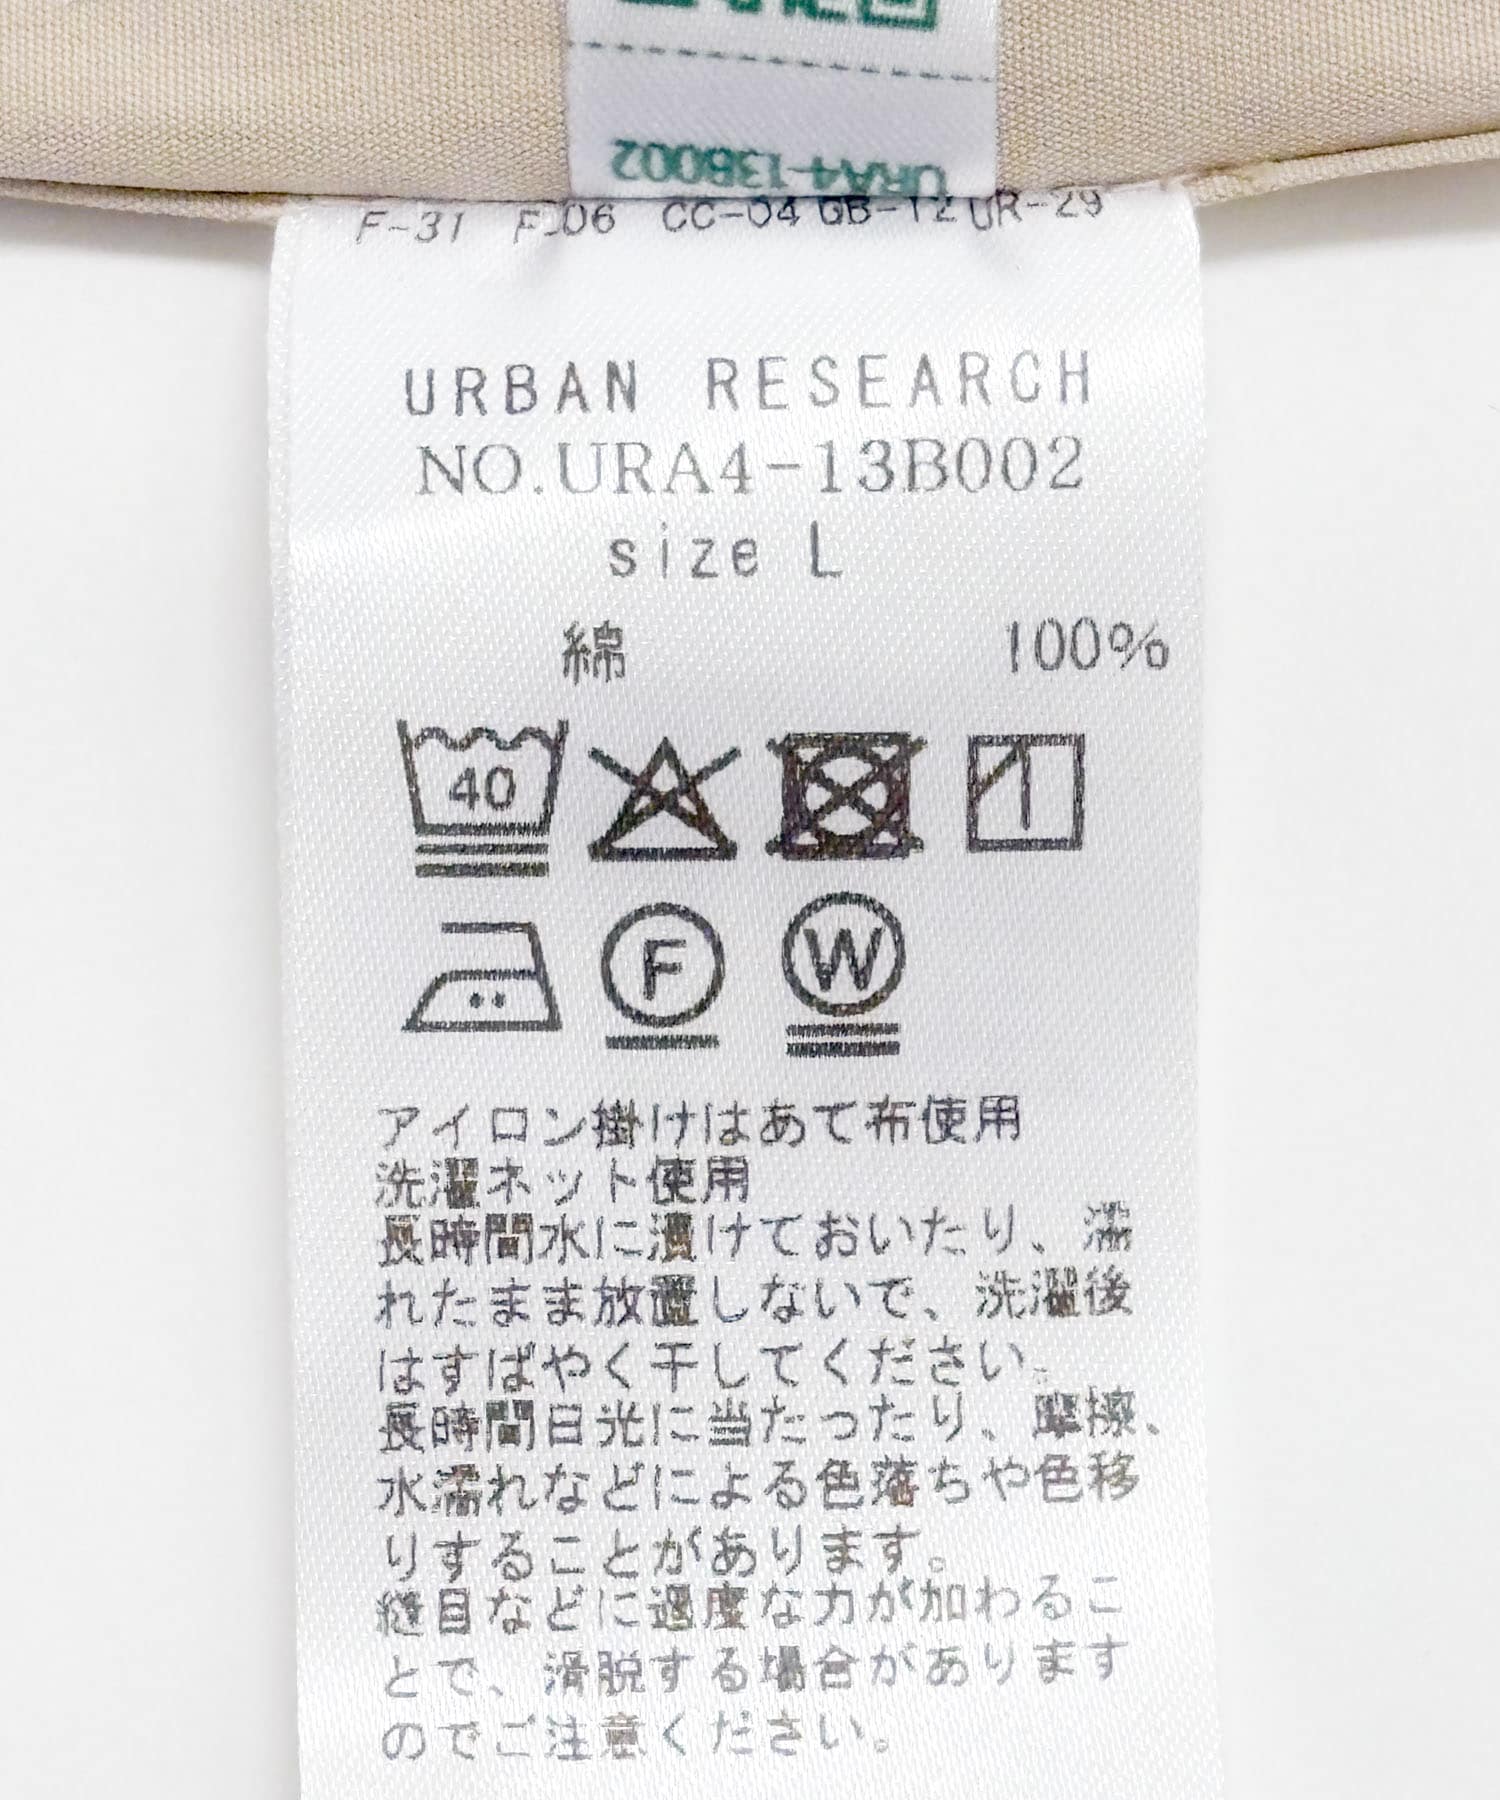 URA4-13B002
F-31 F-06 CC-04 GB-12 UR-29
URBAN RESEARCH
NO.URA4-13B002
size L
綿 100%
40
F W
アイロン掛けはあて布使用
洗濯ネット使用
長時間水に漬けておいたり、濡
れたまま放置しないで、洗濯後
はすばやく干してください。
長時間日光に当たったり、摩擦、
水濡れなどによる色落ちや色移
りすることがあります。
縫目などに過度な力が加わるこ
とで、滑脱する場合があります
のでご注意ください。